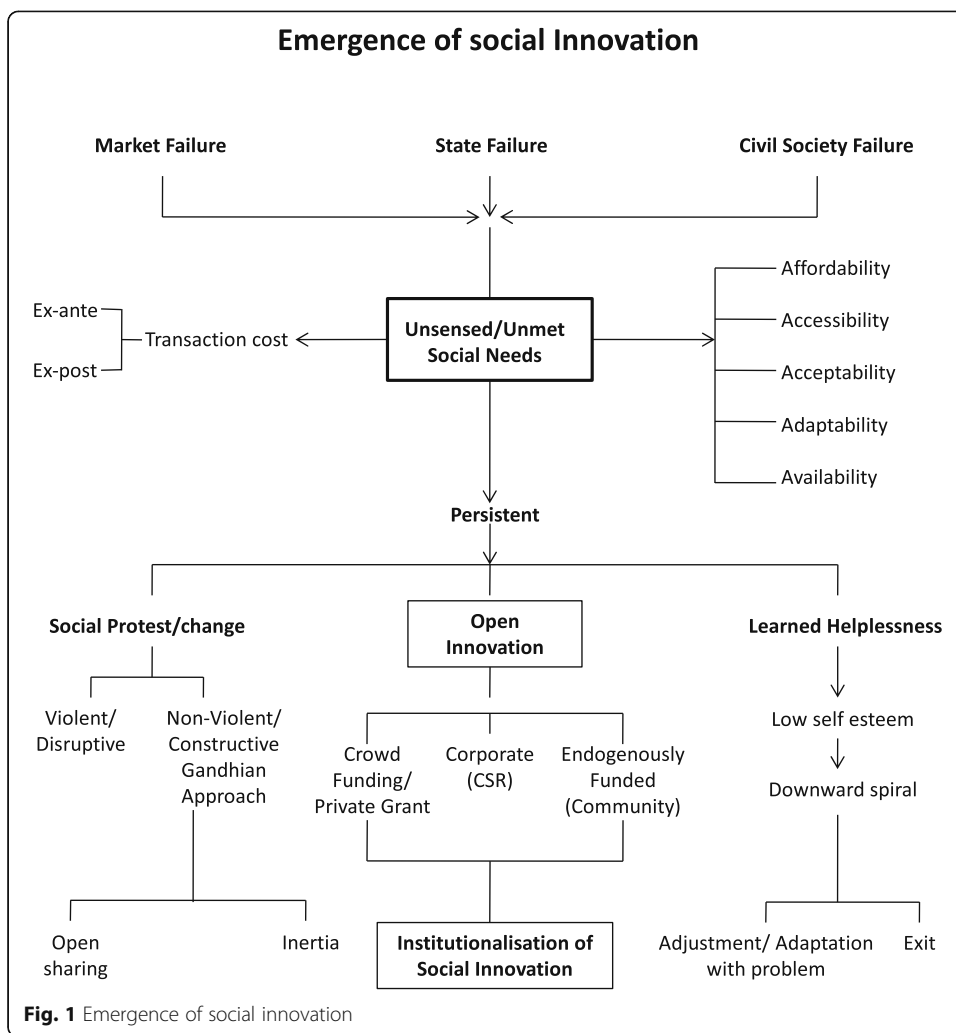 Emergence of social Innovation
Market Failure
State Failure
Civil Society Failure
Ex-ante
Ex-post
Transaction cost
Unsensed/Unmet
Social Needs
Affordability
Accessibility
Acceptability
Adaptability
Availability
Persistent
Social Protest/change
Open
Innovation
Learned Helplessness
Violent/
Disruptive
Non-Violent/
Constructive
Gandhian
Approach
Crowd
Funding/
Private Grant
Corporate
(CSR)
Endogenously
Funded
(Community)
Low self esteem
Downward spiral
Open
sharing
Inertia
Institutionalisation of
Social Innovation
Adjustment/ Adaptation
with problem
Exit
Fig. 1 Emergence of social innovation